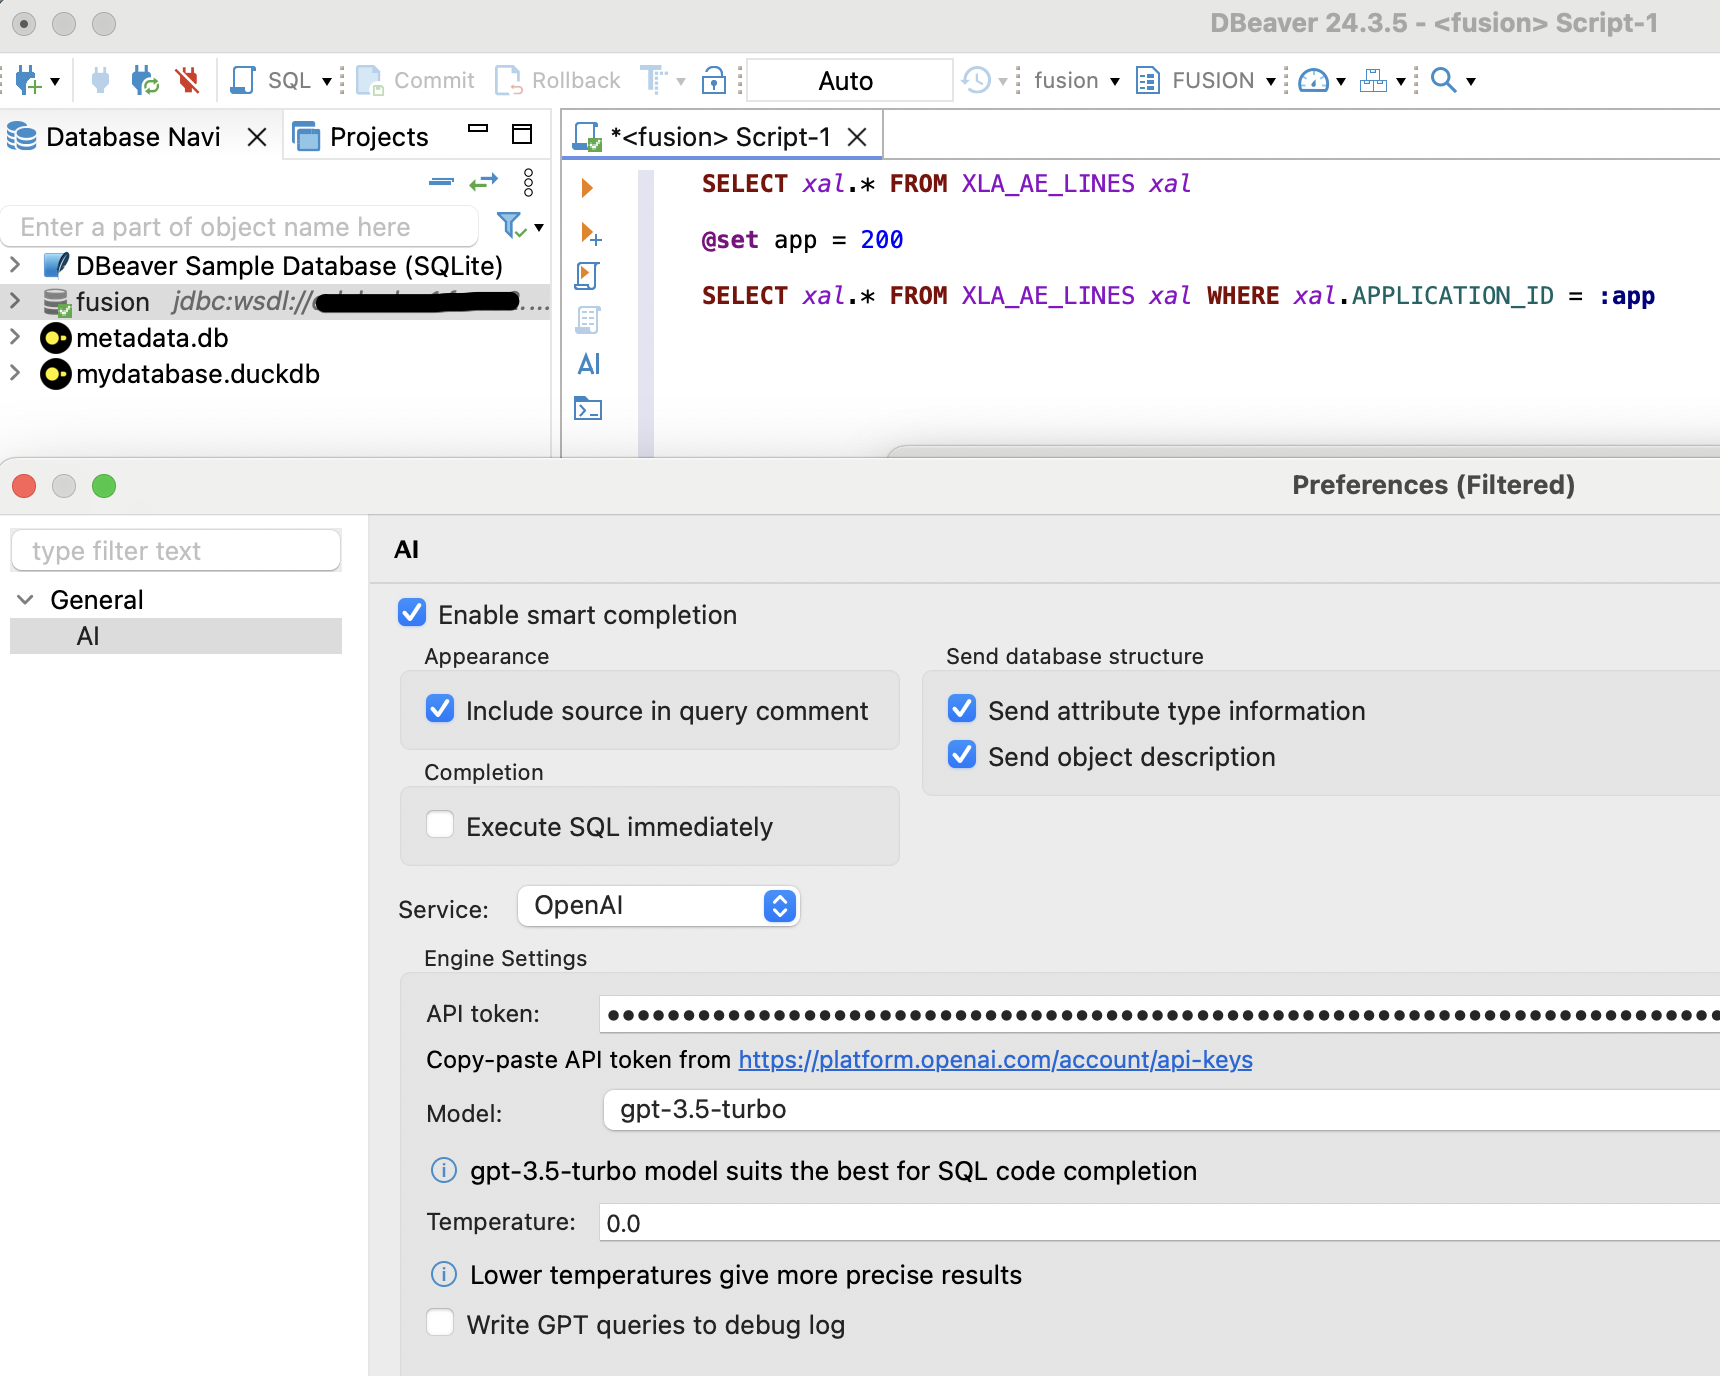 DBeaver 24.3.5 - <fusion> Script-1
SQL Commit Rollback Auto fusion FUSION
Database Navi Projects
*<fusion> Script-1
Enter a part of object name here
DBeaver Sample Database (SQLite)
fusion jdbc:wsdl:// ....
metadata.db
mydatabase.duckdb
SELECT xal.* FROM XLA_AE_LINES xal
@set app = 200
SELECT xal.* FROM XLA_AE_LINES xal WHERE xal.APPLICATION_ID = :app
AI
Preferences (Filtered)
type filter text
General
AI
AI
Enable smart completion
Appearance
Include source in query comment
Send database structure
Send attribute type information
Send object description
Completion
Execute SQL immediately
Service: OpenAI
Engine Settings
API token: ••••••••••••••••••••••••••••••••••••••••••••••••••••••••••••••••••••••••••
Copy-paste API token from https://platform.openai.com/account/api-keys
Model: gpt-3.5-turbo
gpt-3.5-turbo model suits the best for SQL code completion
Temperature: 0.0
Lower temperatures give more precise results
Write GPT queries to debug log